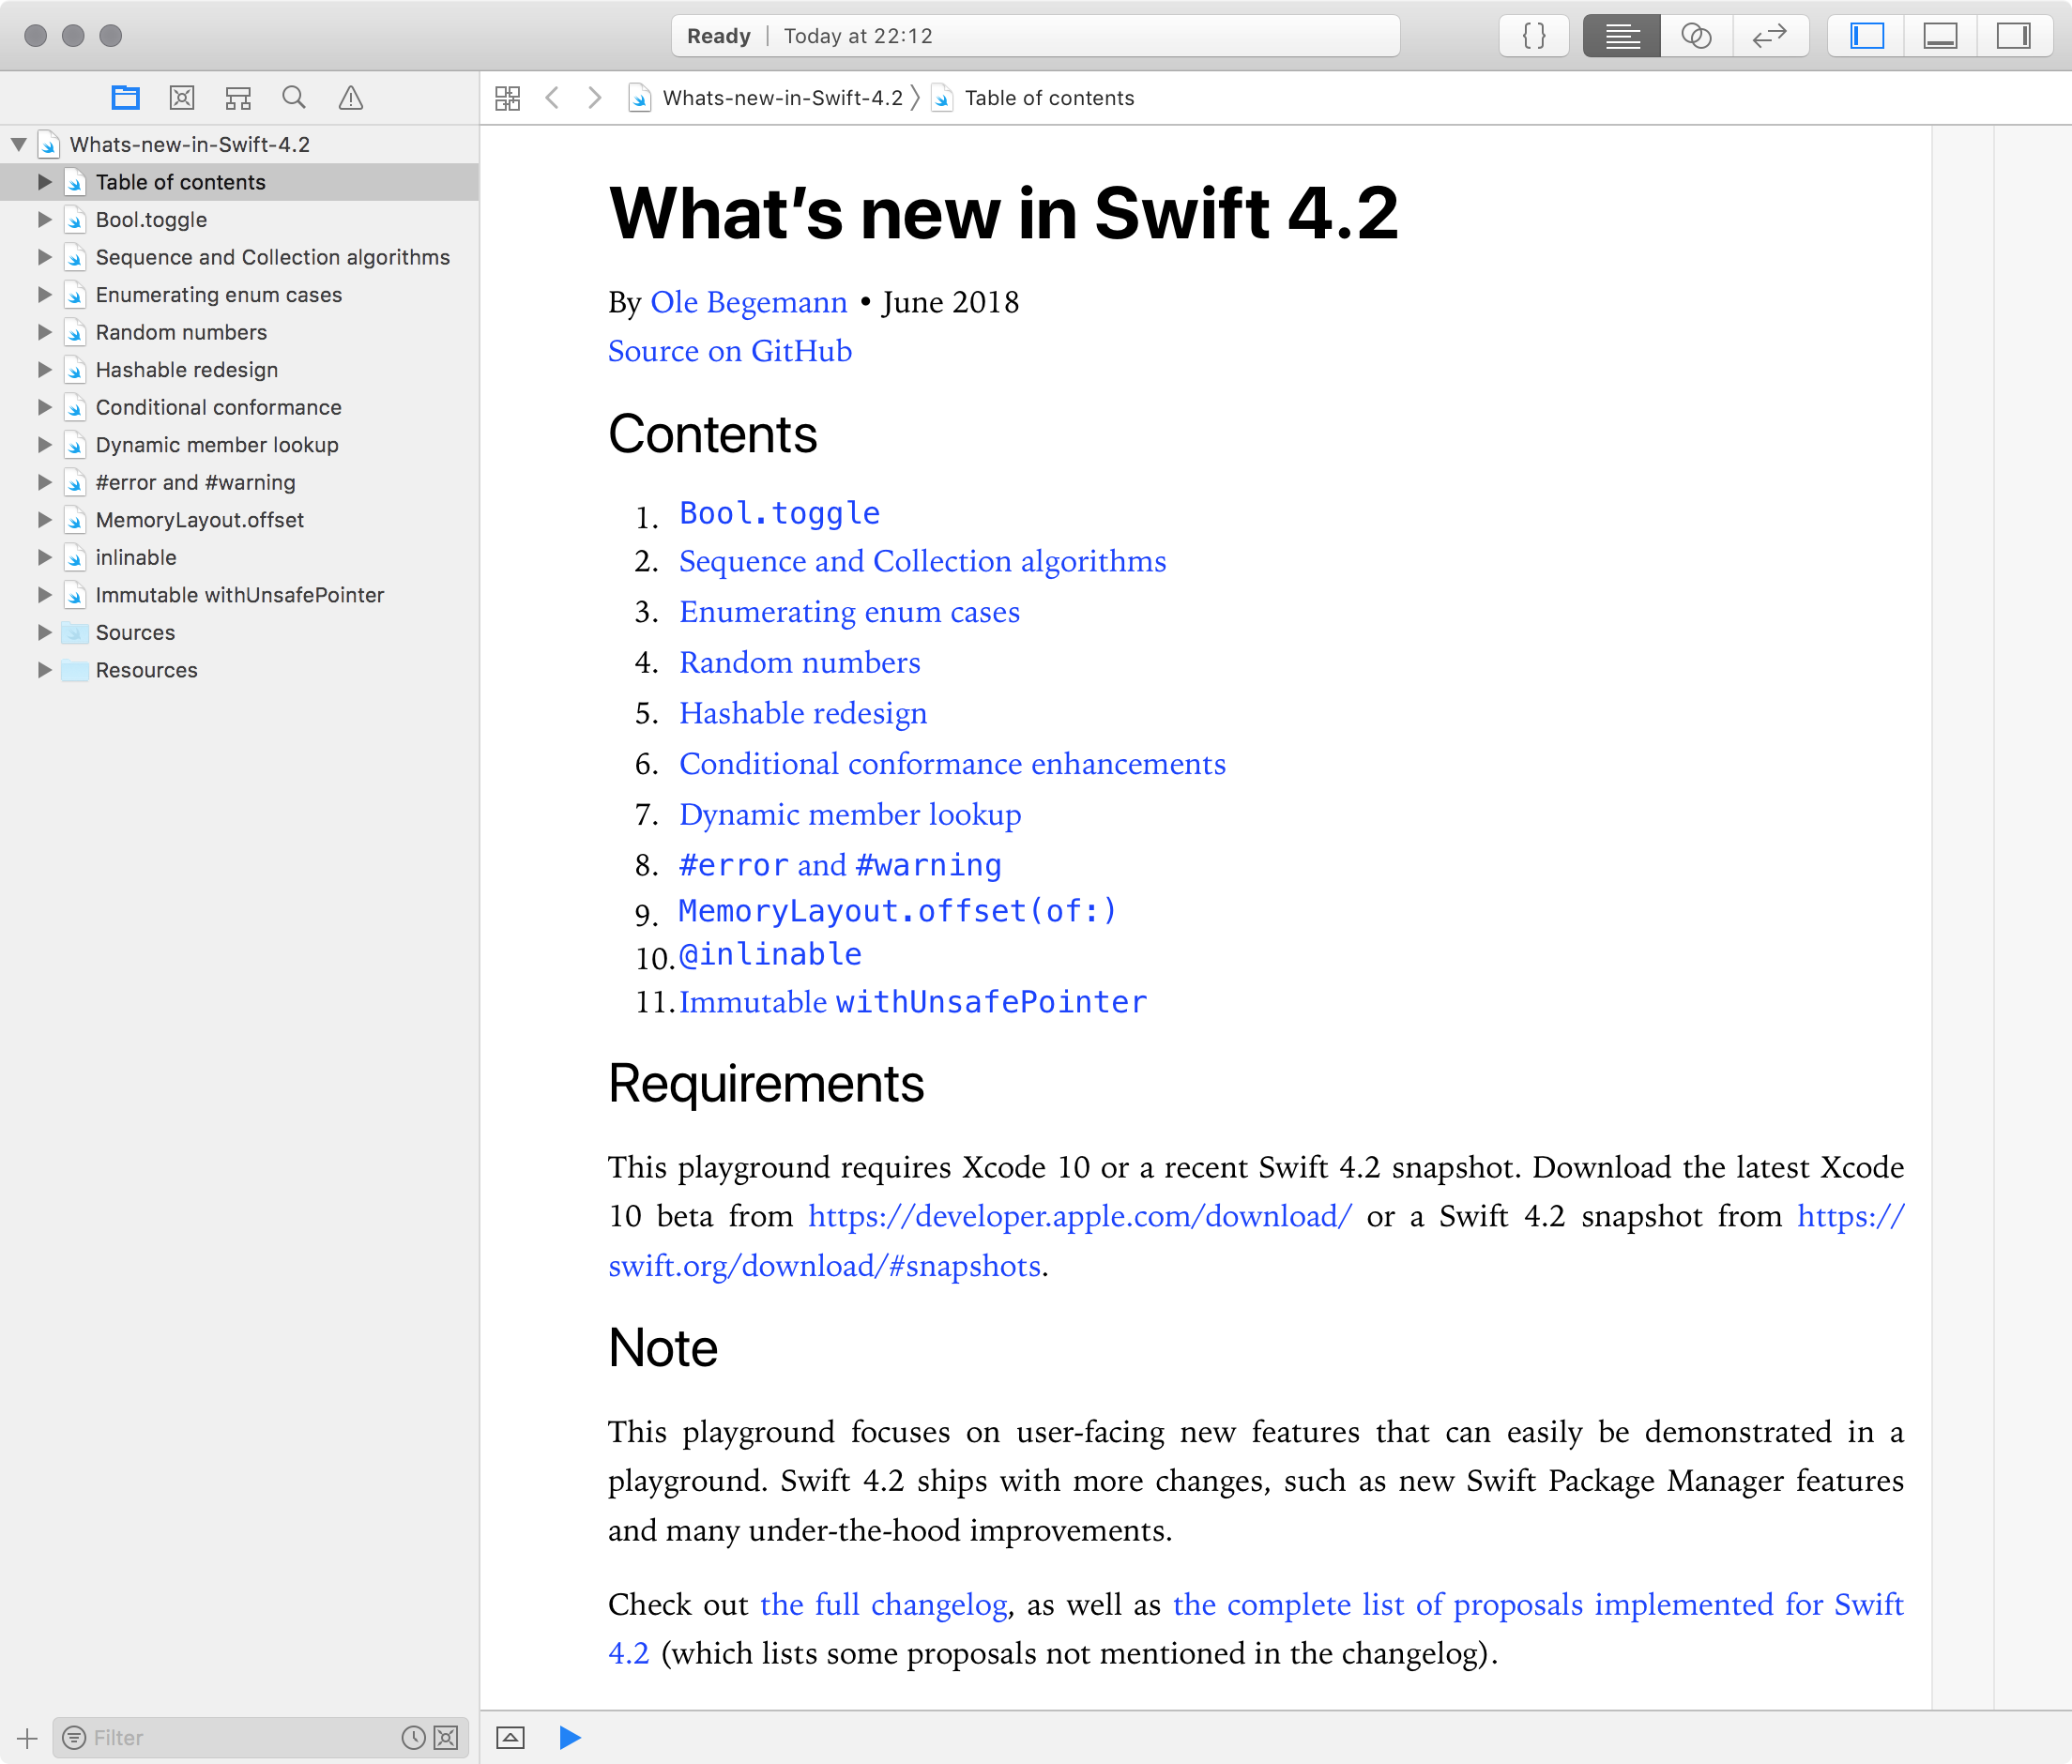 Ready | Today at 22:12
{ }
Whats-new-in-Swift-4.2 〉 Table of contents
Whats-new-in-Swift-4.2
Table of contents
Bool.toggle
Sequence and Collection algorithms
Enumerating enum cases
Random numbers
Hashable redesign
Conditional conformance
Dynamic member lookup
#error and #warning
MemoryLayout.offset
inlinable
Immutable withUnsafePointer
Sources
Resources
Filter
What’s new in Swift 4.2
By Ole Begemann • June 2018
Source on GitHub
Contents
1. Bool.toggle
2. Sequence and Collection algorithms
3. Enumerating enum cases
4. Random numbers
5. Hashable redesign
6. Conditional conformance enhancements
7. Dynamic member lookup
8. #error and #warning
9. MemoryLayout.offset(of:)
10. @inlinable
11. Immutable withUnsafePointer
Requirements
This playground requires Xcode 10 or a recent Swift 4.2 snapshot. Download the latest Xcode
10 beta from https://developer.apple.com/download/ or a Swift 4.2 snapshot from https://
swift.org/download/#snapshots.
Note
This playground focuses on user-facing new features that can easily be demonstrated in a
playground. Swift 4.2 ships with more changes, such as new Swift Package Manager features
and many under-the-hood improvements.
Check out the full changelog, as well as the complete list of proposals implemented for Swift
4.2 (which lists some proposals not mentioned in the changelog).